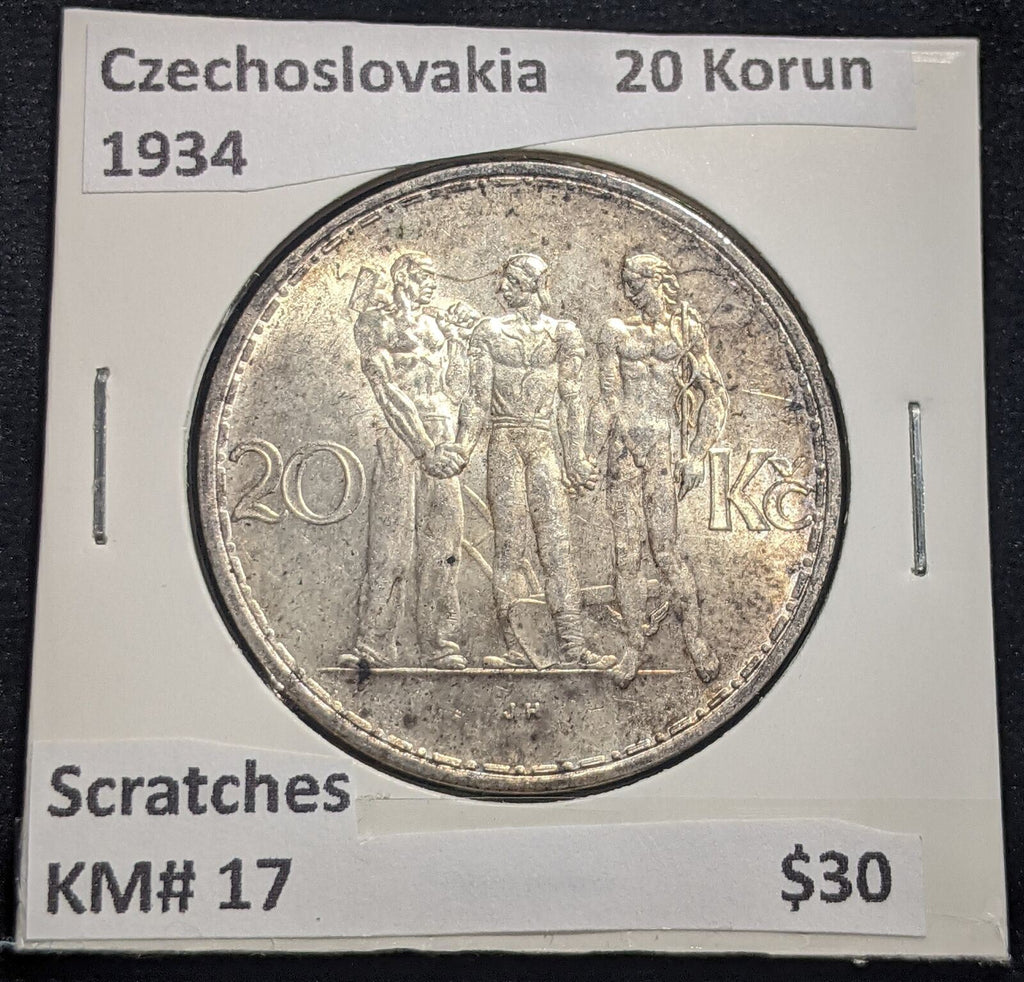 Czechoslovakia 20 Korun
1934
20 Kč
J H
Scratches
KM# 17 $30